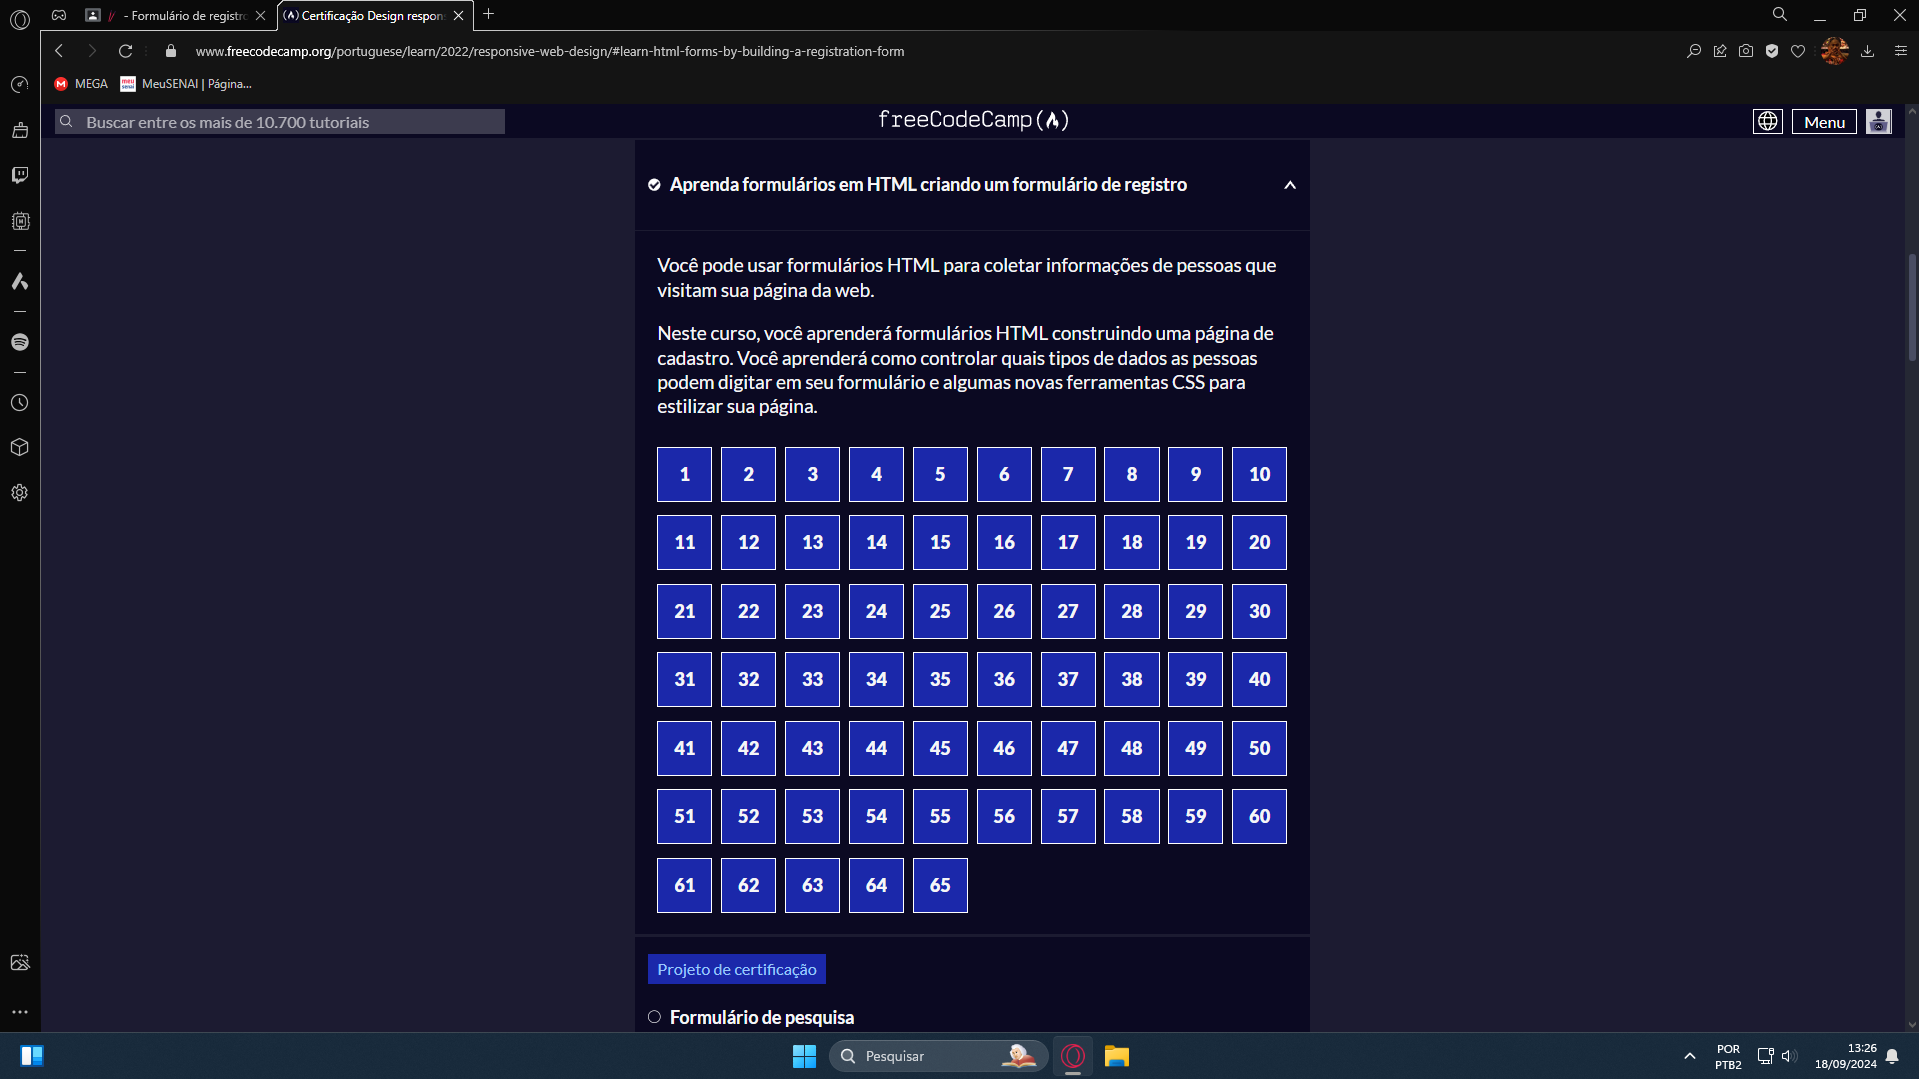 - Formulário de registro
Certificação Design respon
www.freecodecamp.org/portuguese/learn/2022/responsive-web-design/#learn-html-forms-by-building-a-registration-form
MEGA
MeuSENAI | Página...
Buscar entre os mais de 10.700 tutoriais
freeCodeCamp
Menu
Aprenda formulários em HTML criando um formulário de registro
Você pode usar formulários HTML para coletar informações de pessoas que
visitam sua página da web.
Neste curso, você aprenderá formulários HTML construindo uma página de
cadastro. Você aprenderá como controlar quais tipos de dados as pessoas
podem digitar em seu formulário e algumas novas ferramentas CSS para
estilizar sua página.
1 2 3 4 5 6 7 8 9 10
11 12 13 14 15 16 17 18 19 20
21 22 23 24 25 26 27 28 29 30
31 32 33 34 35 36 37 38 39 40
41 42 43 44 45 46 47 48 49 50
51 52 53 54 55 56 57 58 59 60
61 62 63 64 65
Projeto de certificação
Formulário de pesquisa
Pesquisar
POR
PTB2
13:26
18/09/2024